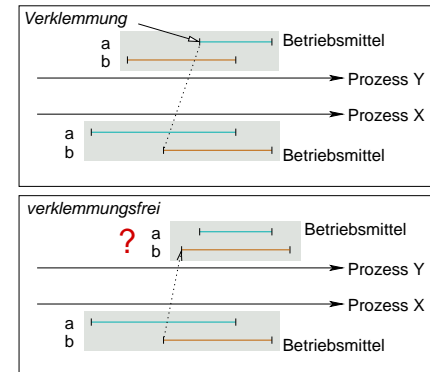 Verklemmung
a Betriebsmittel
b
Prozess Y
Prozess X
a
b
Betriebsmittel
verklemmungsfrei
? a Betriebsmittel
b
Prozess Y
Prozess X
a
b
Betriebsmittel